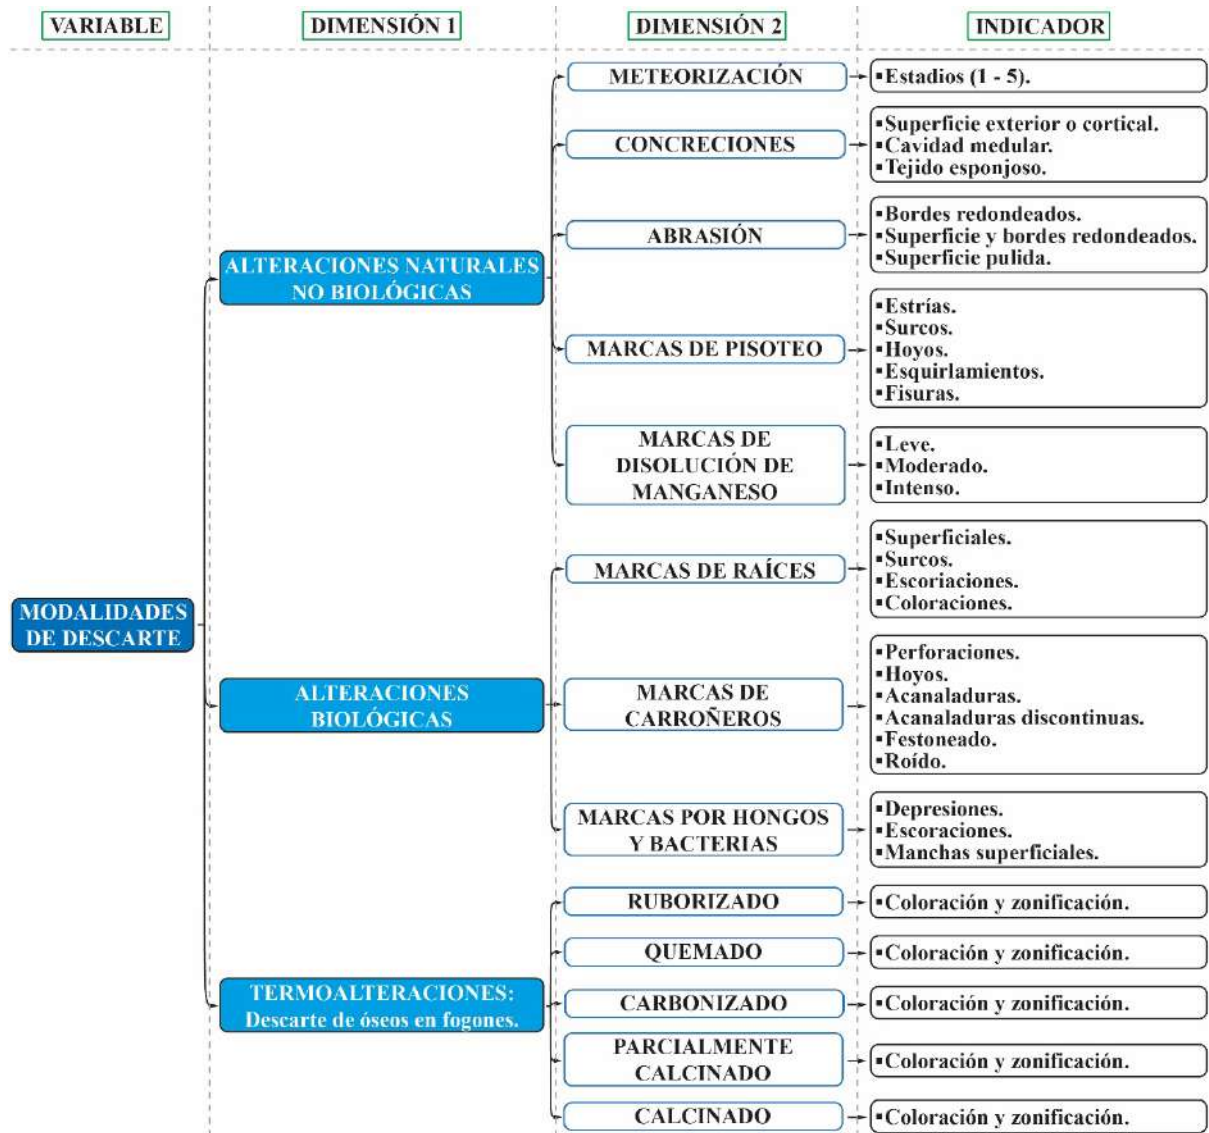 VARIABLE
DIMENSIÓN 1
DIMENSIÓN 2
INDICADOR
MODALIDADES
DE DESCARTE
ALTERACIONES NATURALES
NO BIOLÓGICAS
METEORIZACIÓN
▪Estadios (1 - 5).
CONCRECIONES
▪Superficie exterior o cortical.
▪Cavidad medular.
▪Tejido esponjoso.
ABRASIÓN
▪Bordes redondeados.
▪Superficie y bordes redondeados.
▪Superficie pulida.
MARCAS DE PISOTEO
▪Estrías.
▪Surcos.
▪Hoyos.
▪Esquirlamientos.
▪Fisuras.
MARCAS DE
DISOLUCIÓN DE
MANGANESO
▪Leve.
▪Moderado.
▪Intenso.
ALTERACIONES
BIOLÓGICAS
MARCAS DE RAÍCES
▪Superficiales.
▪Surcos.
▪Escoriaciones.
▪Coloraciones.
MARCAS DE
CARROÑEROS
▪Perforaciones.
▪Hoyos.
▪Acanaladuras.
▪Acanaladuras discontinuas.
▪Festoneado.
▪Roído.
MARCAS POR HONGOS
Y BACTERIAS
▪Depresiones.
▪Escoraciones.
▪Manchas superficiales.
TERMOALTERACIONES:
Descarte de óseos en fogones.
RUBORIZADO
▪Coloración y zonificación.
QUEMADO
▪Coloración y zonificación.
CARBONIZADO
▪Coloración y zonificación.
PARCIALMENTE
CALCINADO
▪Coloración y zonificación.
CALCINADO
▪Coloración y zonificación.